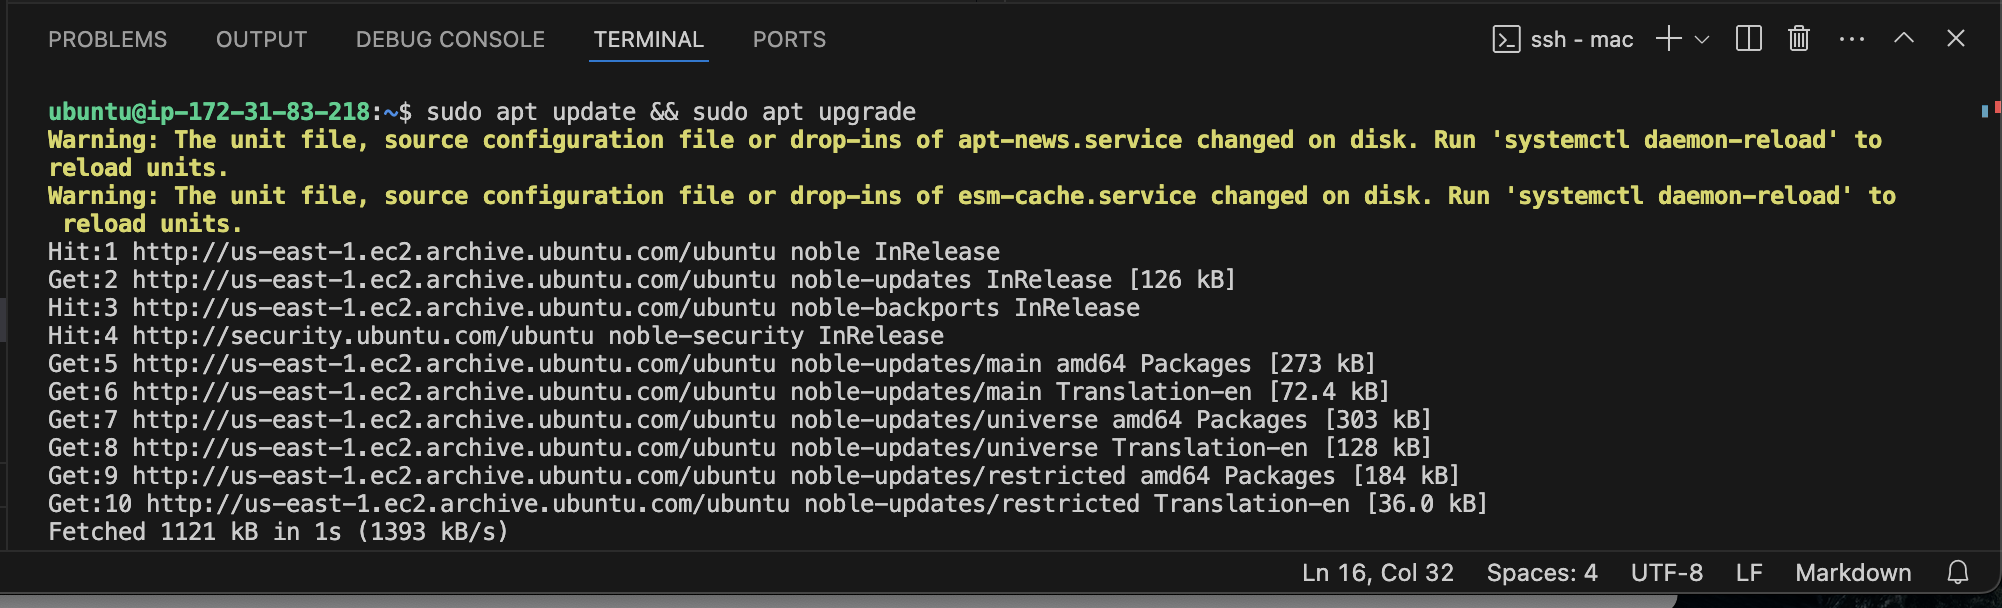 PROBLEMS OUTPUT DEBUG CONSOLE TERMINAL PORTS ssh - mac
ubuntu@ip-172-31-83-218:~$ sudo apt update && sudo apt upgrade
Warning: The unit file, source configuration file or drop-ins of apt-news.service changed on disk. Run 'systemctl daemon-reload' to
reload units.
Warning: The unit file, source configuration file or drop-ins of esm-cache.service changed on disk. Run 'systemctl daemon-reload' to
reload units.
Hit:1 http://us-east-1.ec2.archive.ubuntu.com/ubuntu noble InRelease
Get:2 http://us-east-1.ec2.archive.ubuntu.com/ubuntu noble-updates InRelease [126 kB]
Hit:3 http://us-east-1.ec2.archive.ubuntu.com/ubuntu noble-backports InRelease
Hit:4 http://security.ubuntu.com/ubuntu noble-security InRelease
Get:5 http://us-east-1.ec2.archive.ubuntu.com/ubuntu noble-updates/main amd64 Packages [273 kB]
Get:6 http://us-east-1.ec2.archive.ubuntu.com/ubuntu noble-updates/main Translation-en [72.4 kB]
Get:7 http://us-east-1.ec2.archive.ubuntu.com/ubuntu noble-updates/universe amd64 Packages [303 kB]
Get:8 http://us-east-1.ec2.archive.ubuntu.com/ubuntu noble-updates/universe Translation-en [128 kB]
Get:9 http://us-east-1.ec2.archive.ubuntu.com/ubuntu noble-updates/restricted amd64 Packages [184 kB]
Get:10 http://us-east-1.ec2.archive.ubuntu.com/ubuntu noble-updates/restricted Translation-en [36.0 kB]
Fetched 1121 kB in 1s (1393 kB/s)
Ln 16, Col 32 Spaces: 4 UTF-8 LF Markdown